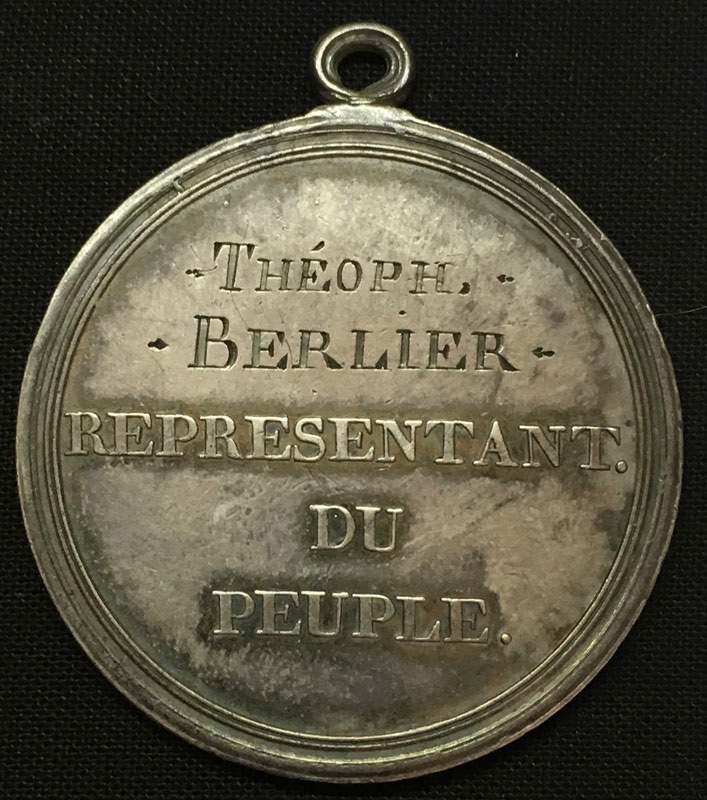 THÉOPH.
BERLIER
REPRESENTANT.
DU
PEUPLE.